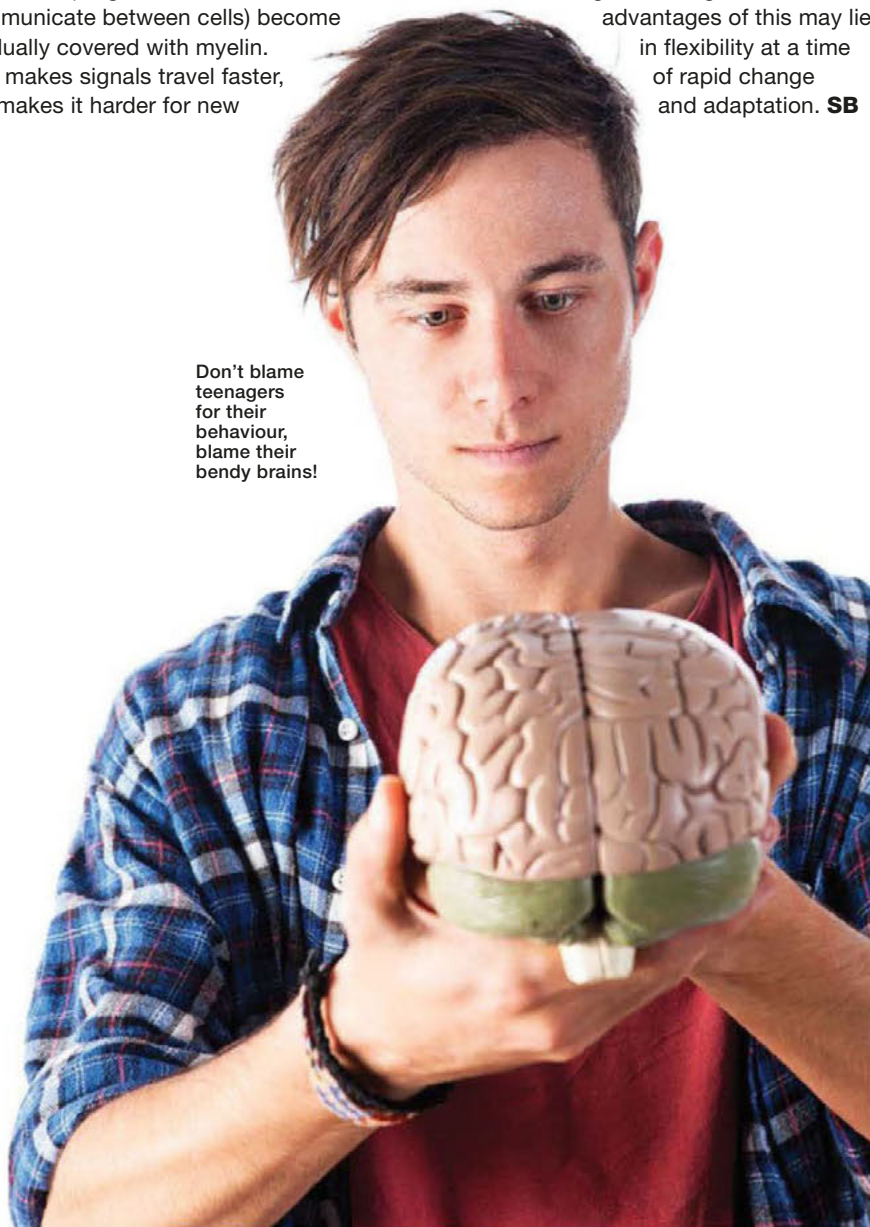 municate between cells) become
dually covered with myelin.
makes signals travel faster,
makes it harder for new
advantages of this may lie
in flexibility at a time
of rapid change
and adaptation. SB
Don't blame
teenagers
for their
behaviour,
blame their
bendy brains!